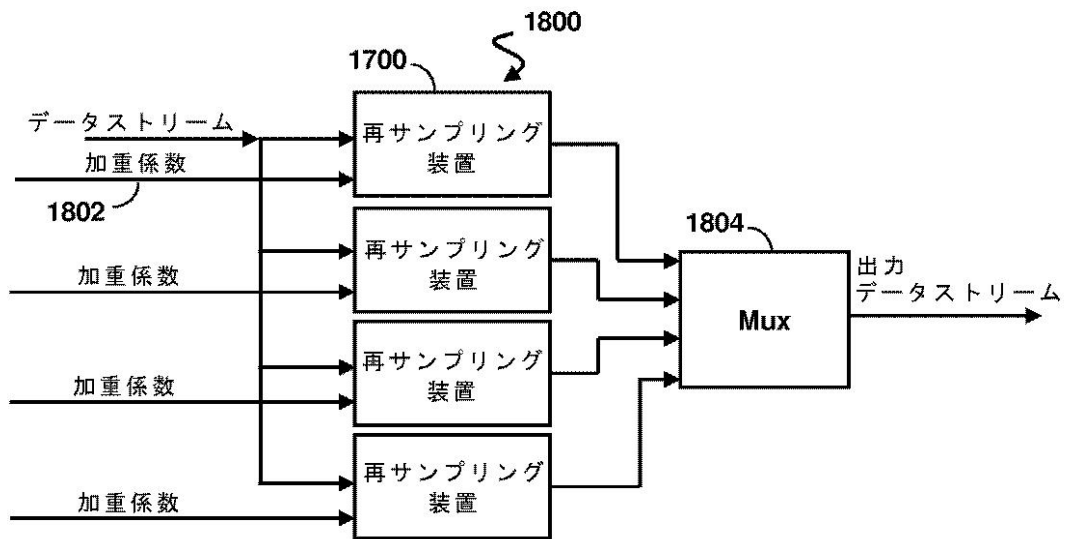 1800
1700
データストリーム
再サンプリング
装置
加重係数
1802
再サンプリング
装置
加重係数
1804
Mux
出力
データストリーム
再サンプリング
装置
加重係数
再サンプリング
装置
加重係数